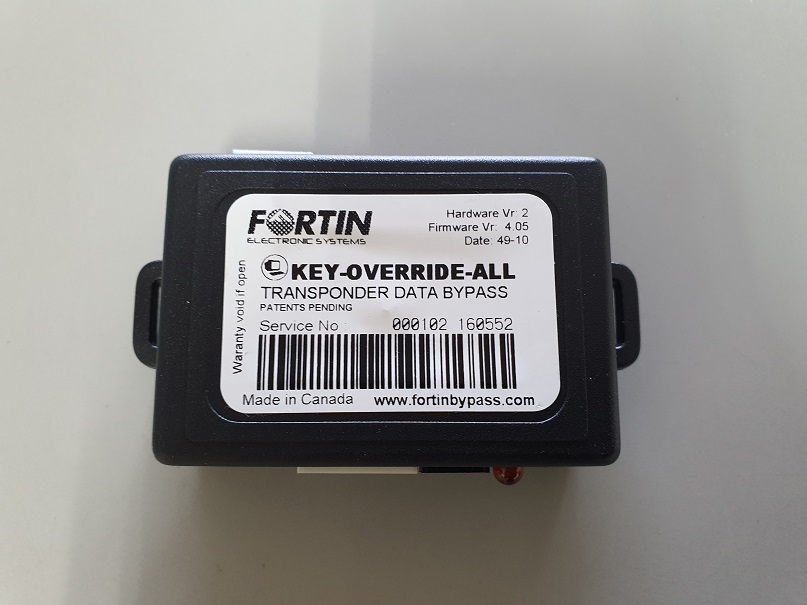 FORTIN
ELECTRONIC SYSTEMS
Hardware Vr: 2
Firmware Vr: 4.05
Date: 49-10
KEY-OVERRIDE-ALL
TRANSPONDER DATA BYPASS
PATENTS PENDING
Service No : 000102 160552
Made in Canada www.fortinbypass.com
Waranty void if open